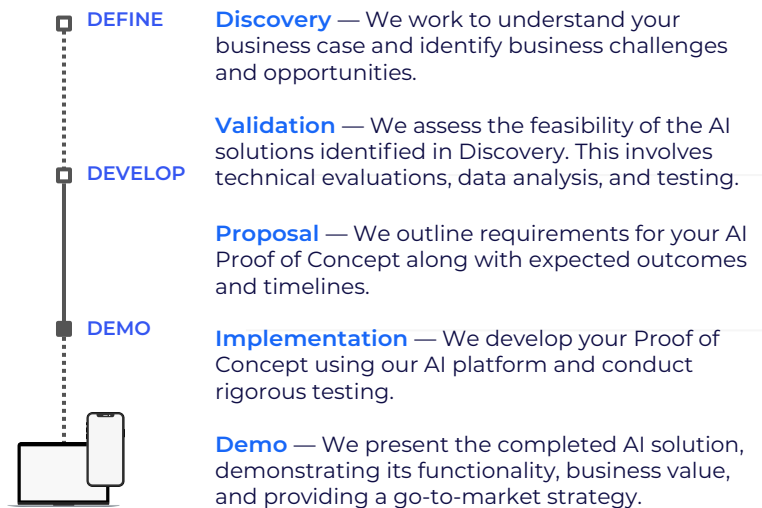 DEFINE
Discovery — We work to understand your
business case and identify business challenges
and opportunities.
Validation — We assess the feasibility of the AI
solutions identified in Discovery. This involves
DEVELOP
technical evaluations, data analysis, and testing.
Proposal — We outline requirements for your AI
Proof of Concept along with expected outcomes
and timelines.
DEMO
Implementation — We develop your Proof of
Concept using our AI platform and conduct
rigorous testing.
Demo — We present the completed AI solution,
demonstrating its functionality, business value,
and providing a go-to-market strategy.